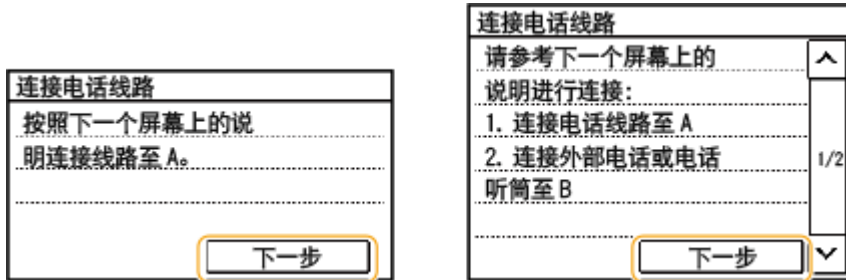 连接电话线路
按照下一个屏幕上的说
明连接线路至 A。
下一步
连接电话线路
请参考下一个屏幕上的
说明进行连接:
1. 连接电话线路至 A
2. 连接外部电话或电话
听筒至 B
1/2
下一步